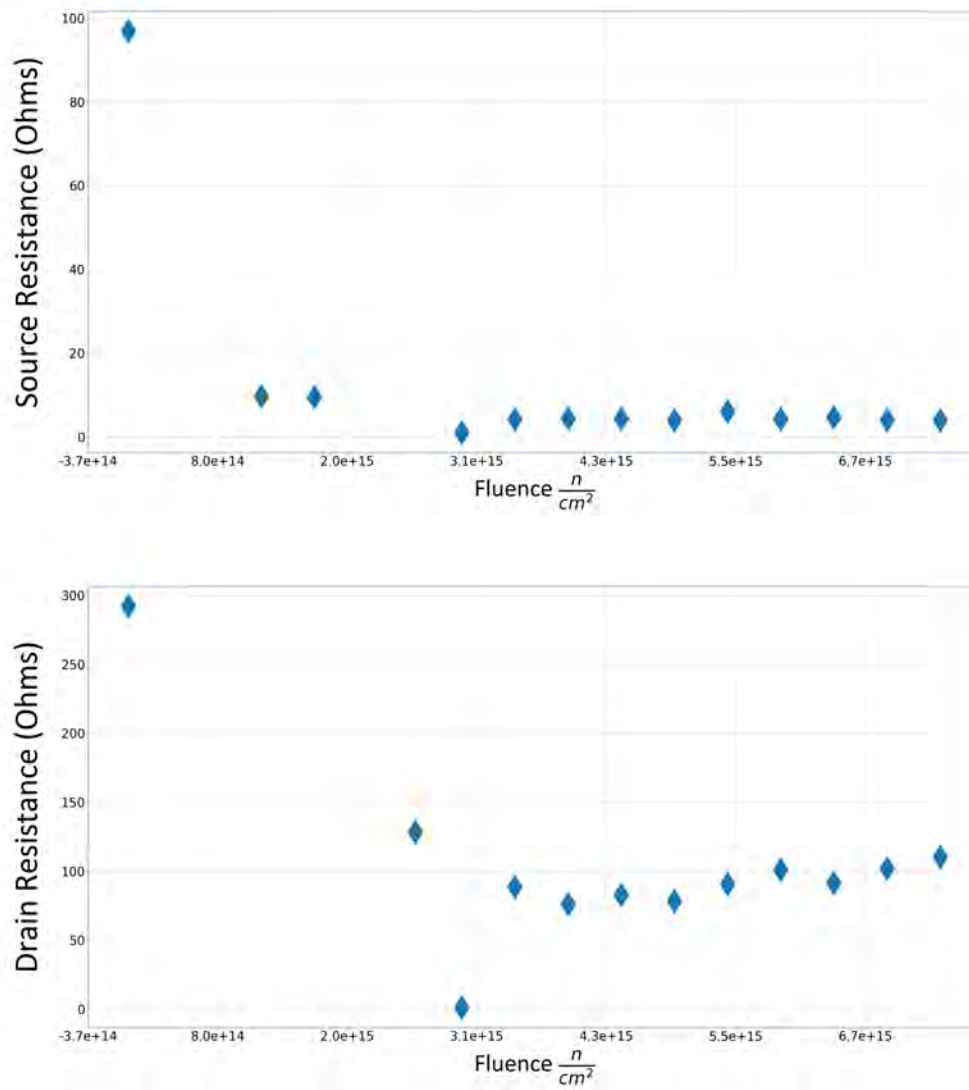 100
80
60
40
20
0
Source Resistance (Ohms)
-3.7e+14 8.0e+14 2.0e+15 3.1e+15 4.3e+15 5.5e+15 6.7e+15
Fluence n/cm²
300
250
200
150
100
50
0
Drain Resistance (Ohms)
-3.7e+14 8.0e+14 2.0e+15 3.1e+15 4.3e+15 5.5e+15 6.7e+15
Fluence n/cm²